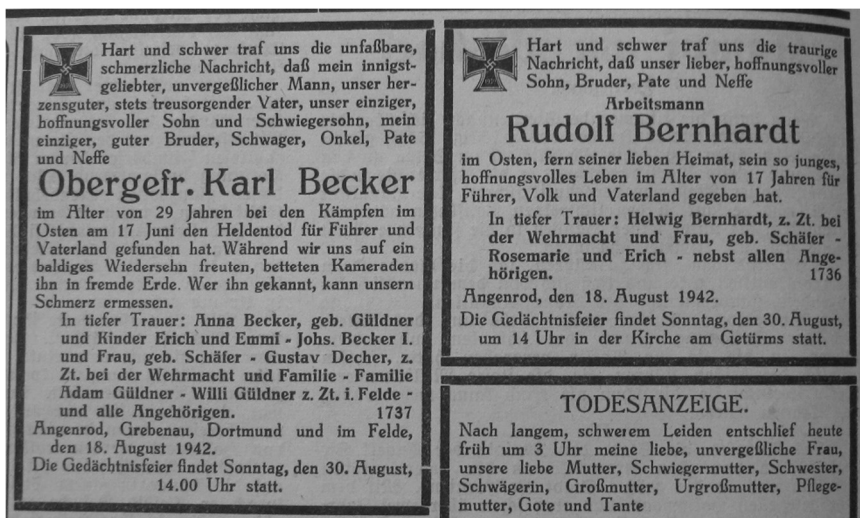 Hart und schwer traf uns die unfaßbare,
schmerzliche Nachricht, daß mein innigst-
geliebter, unvergeßlicher Mann, unser her-
zensguter, stets treusorgender Vater, unser einziger,
hoffnungsvoller Sohn und Schwiegersohn, mein
einziger, guter Bruder, Schwager, Onkel, Pate
und Neffe
Obergefr. Karl Becker
im Alter von 29 Jahren bei den Kämpfen im
Osten am 17 Juni den Heldentod für Führer und
Vaterland gefunden hat. Während wir uns auf ein
baldiges Wiedersehn freuten, betteten Kameraden
ihn in fremde Erde. Wer ihn gekannt, kann unsern
Schmerz ermessen.
In tiefer Trauer: Anna Becker, geb. Güldner
und Kinder Erich und Emmi - Johs. Becker I.
und Frau, geb. Schäfer - Gustav Decher, z.
Zt. bei der Wehrmacht und Familie - Familie
Adam Güldner - Willi Güldner z. Zt. i. Felde -
und alle Angehörigen. 1737
Angenrod, Grebenau, Dortmund und im Felde,
den 18. August 1942.
Die Gedächtnisfeier findet Sonntag, den 30. August,
14.00 Uhr statt.
Hart und schwer traf uns die traurige
Nachricht, daß unser lieber, hoffnungsvoller
Sohn, Bruder, Pate und Neffe
Arbeitsmann
Rudolf Bernhardt
im Osten, fern seiner lieben Heimat, sein so junges,
hoffnungsvolles Leben im Alter von 17 Jahren für
Führer, Volk und Vaterland gegeben hat.
In tiefer Trauer: Helwig Bernhardt, z. Zt. bei
der Wehrmacht und Frau, geb. Schäfer -
Rosemarie und Erich - nebst allen Ange-
hörigen. 1736
Angenrod, den 18. August 1942.
Die Gedächtnisfeier findet Sonntag, den 30. August,
um 14 Uhr in der Kirche am Getürms statt.
TODESANZEIGE.
Nach langem, schwerem Leiden entschlief heute
früh um 3 Uhr meine liebe, unvergeßliche Frau,
unsere liebe Mutter, Schwiegermutter, Schwester,
Schwägerin, Großmutter, Urgroßmutter, Pflege-
mutter, Gote und Tante